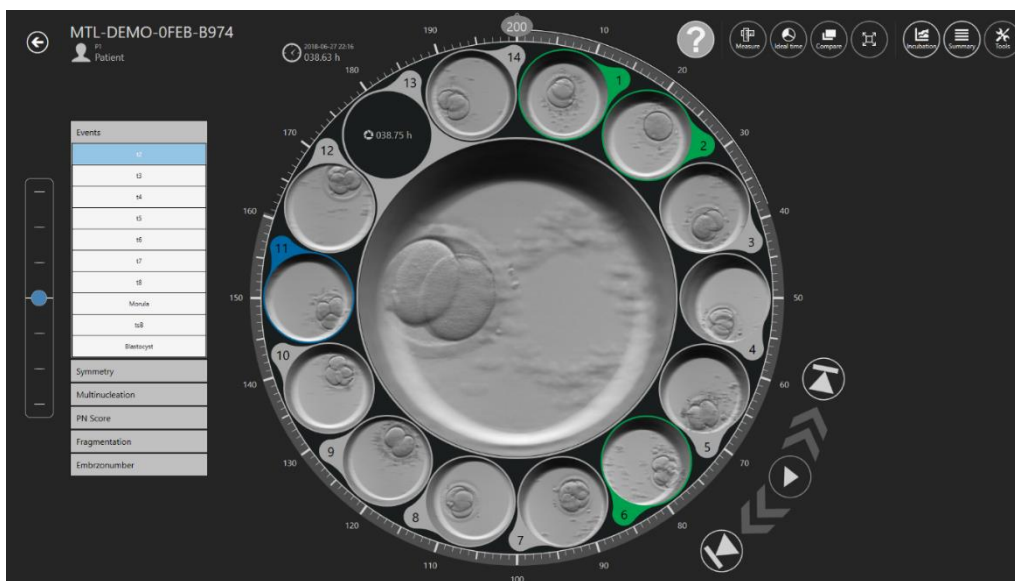 MTL-DEMO-0FEB-B974
P1
Patient
2018-06-27 22:16
038.63 h
Measure
Ideal time
Compare
Incubation
Summary
Tools
?
Events
t2
t3
t4
t5
t6
t7
t8
Morula
tsB
Blastocyst
Symmetry
Multinucleation
PN Score
Fragmentation
Embrzonumber
200
10
20
30
40
50
60
70
80
90
100
110
120
130
140
150
160
170
180
190
1
2
3
4
5
6
7
8
9
10
11
12
13
038.75 h
14